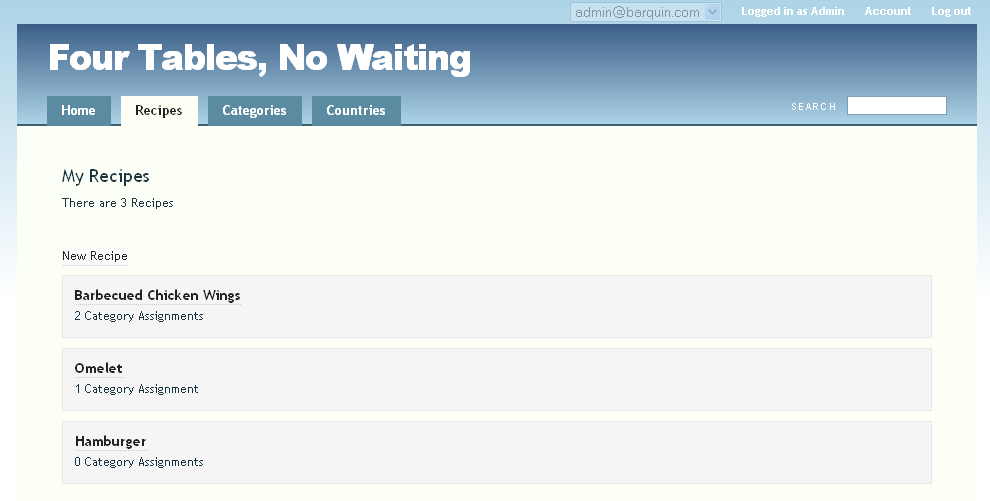 admin@barquin.com Logged in as Admin Account Log out
Four Tables, No Waiting
Home Recipes Categories Countries SEARCH
My Recipes
There are 3 Recipes
New Recipe
Barbecued Chicken Wings
2 Category Assignments
Omelet
1 Category Assignment
Hamburger
0 Category Assignments